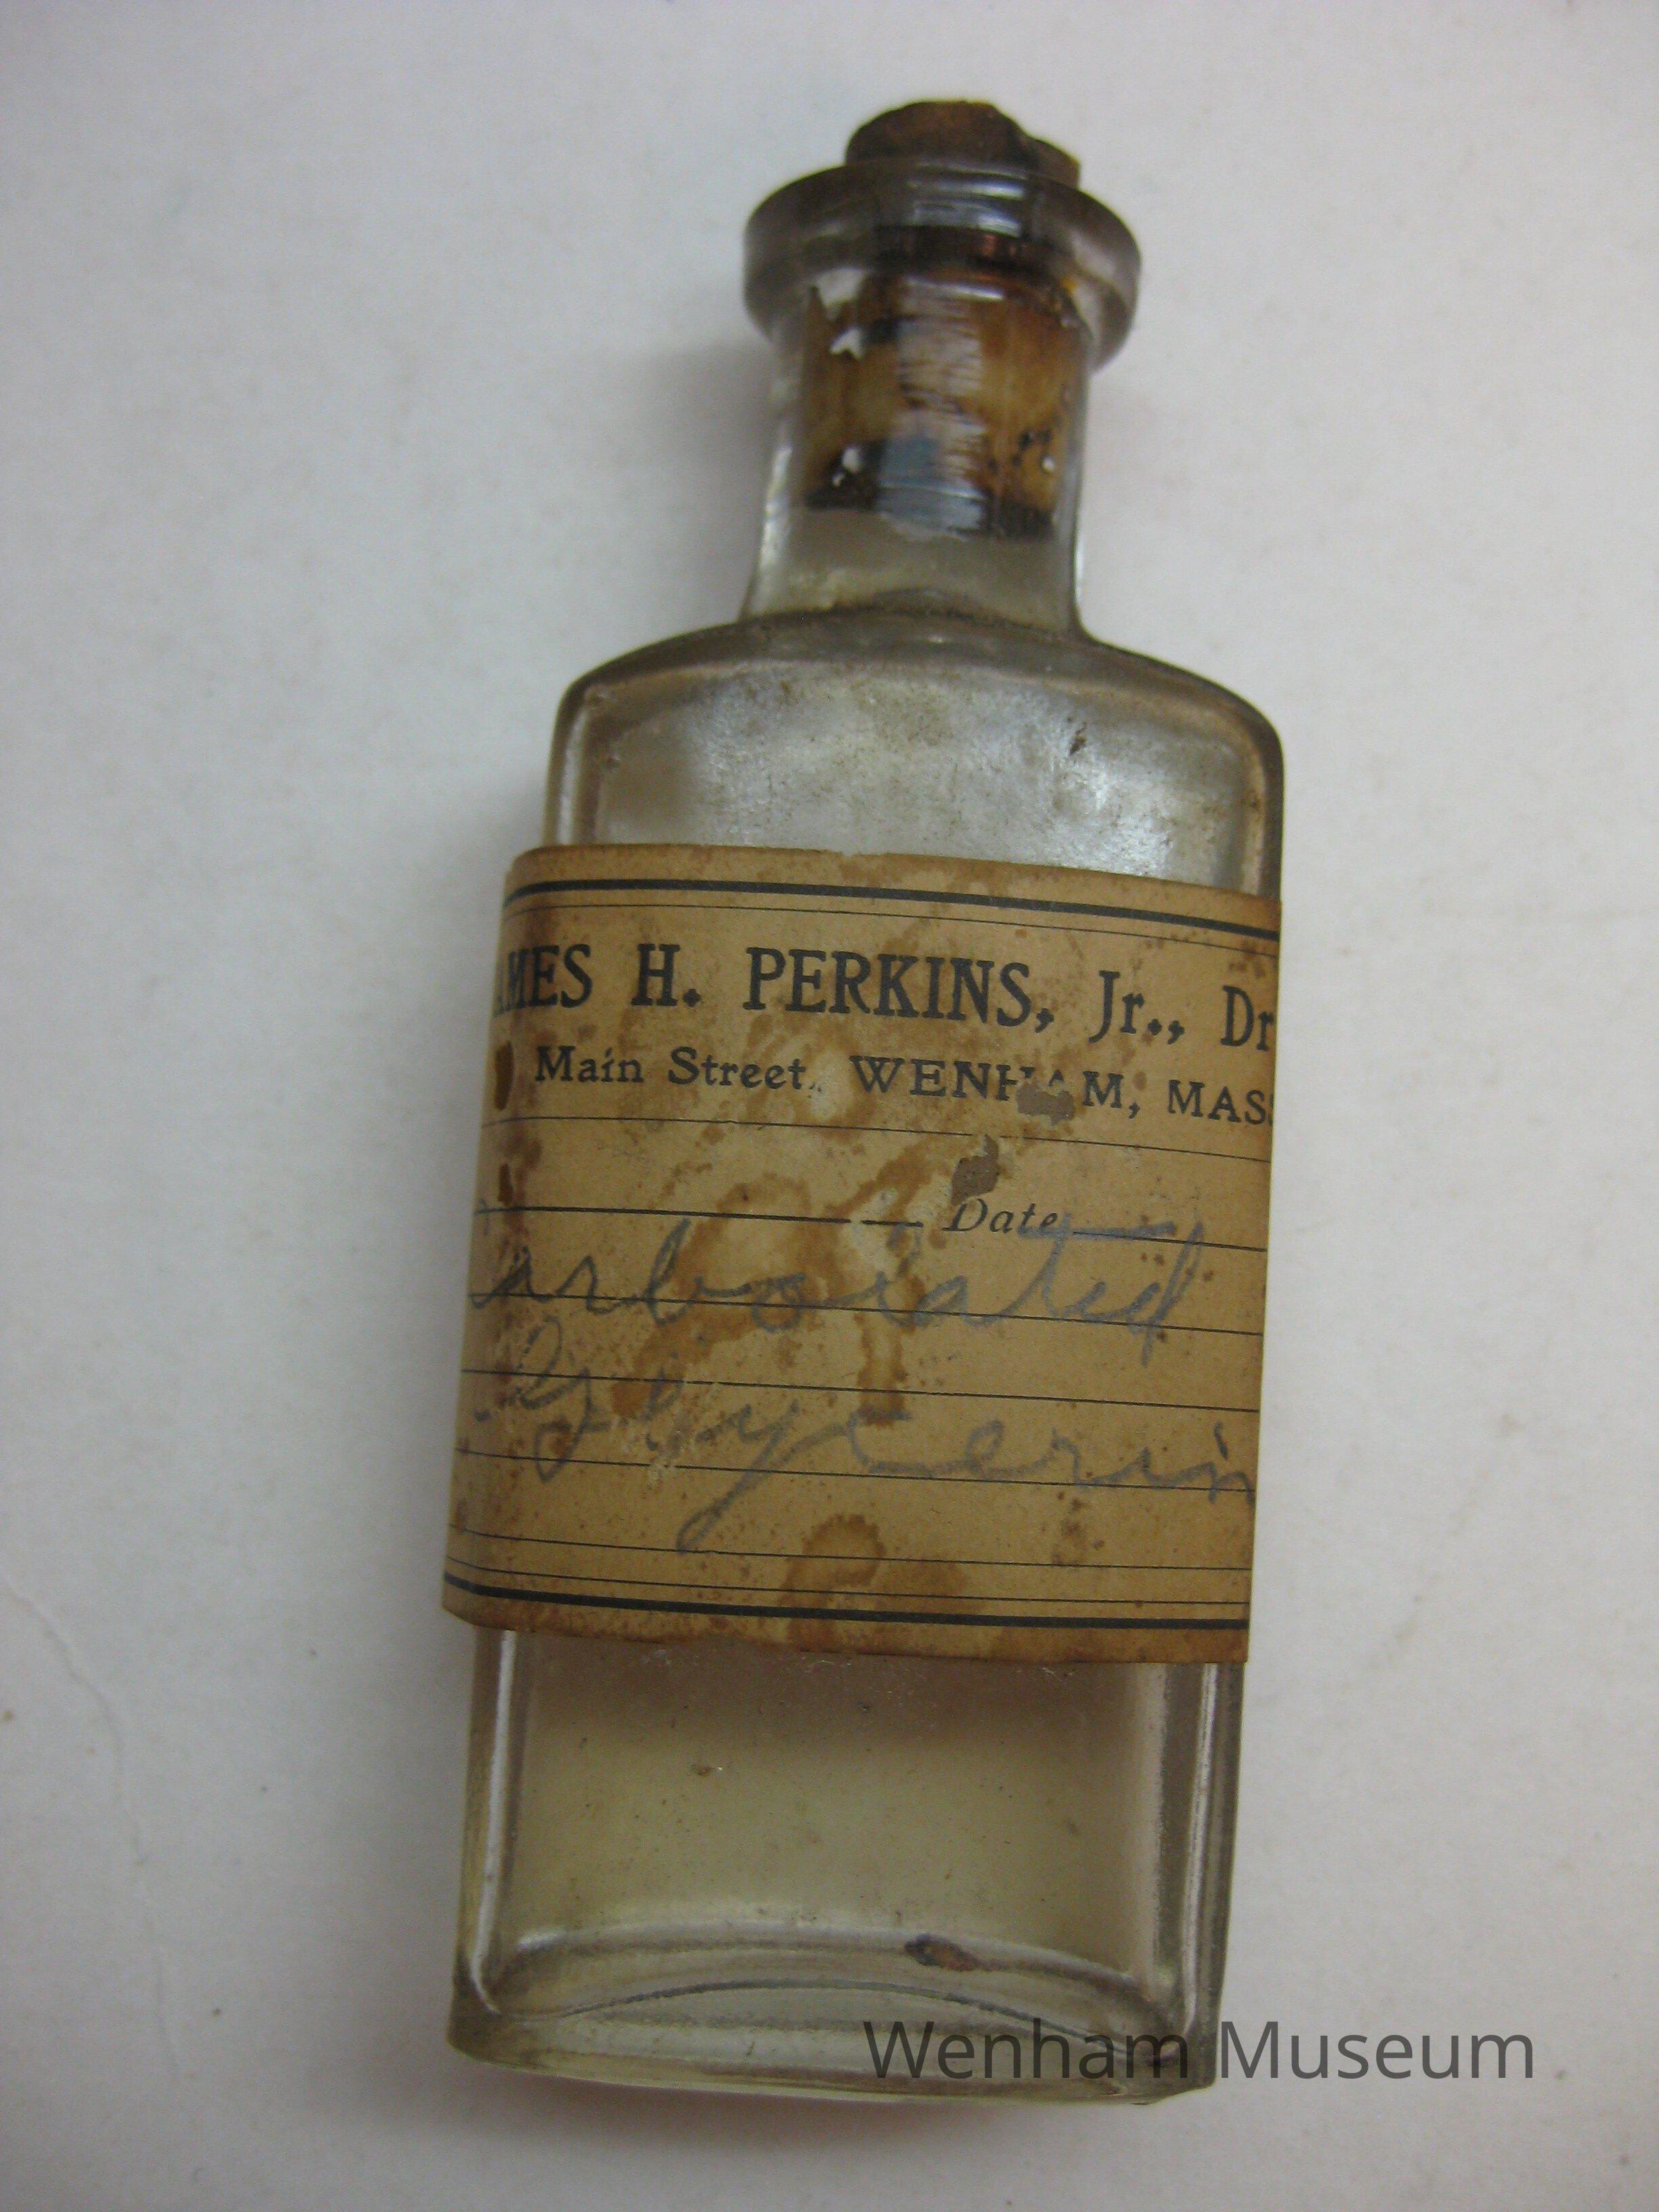 AMES H. PERKINS, Jr., Dr
Main Street, WENHAM, MASS
Date
Carbolated
Glycerin
Wenham Museum